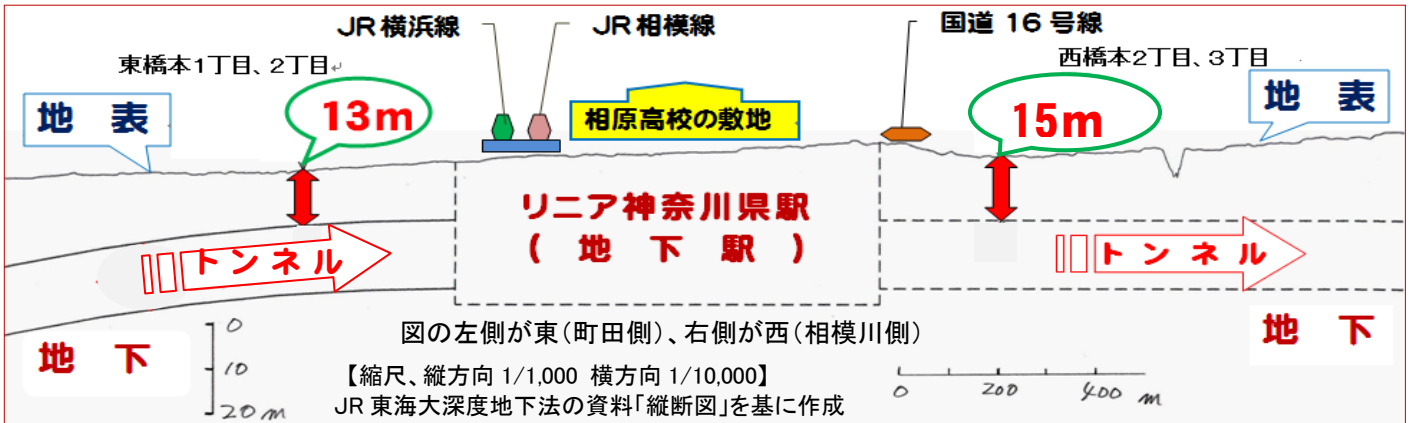 JR横浜線
JR相模線
国道 16 号線
東橋本1丁目、2丁目
西橋本2丁目、3丁目
地 表
13m
相原高校の敷地
15m
地 表
リニア神奈川県駅
( 地 下 駅 )
トンネル
トンネル
地 下
0
10
20 m
図の左側が東(町田側)、右側が西(相模川側)
【縮尺、縦方向 1/1,000 横方向 1/10,000】
JR 東海大深度地下法の資料「縦断図」を基に作成
0 200 400 m
地 下